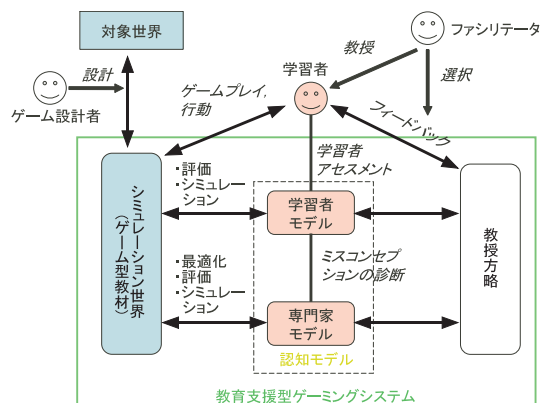 対象世界
ファシリテータ
教授
選択
学習者
設計
ゲーム設計者
ゲームプレイ,
行動
フィードバック
学習者
アセスメント
・評価
・シミュレー
ション
シミュレーション世界
(ゲーム型教材)
学習者
モデル
教授方略
ミスコンセプ
ションの診断
・最適化
・評価
・シミュレー
ション
専門家
モデル
認知モデル
教育支援型ゲーミングシステム